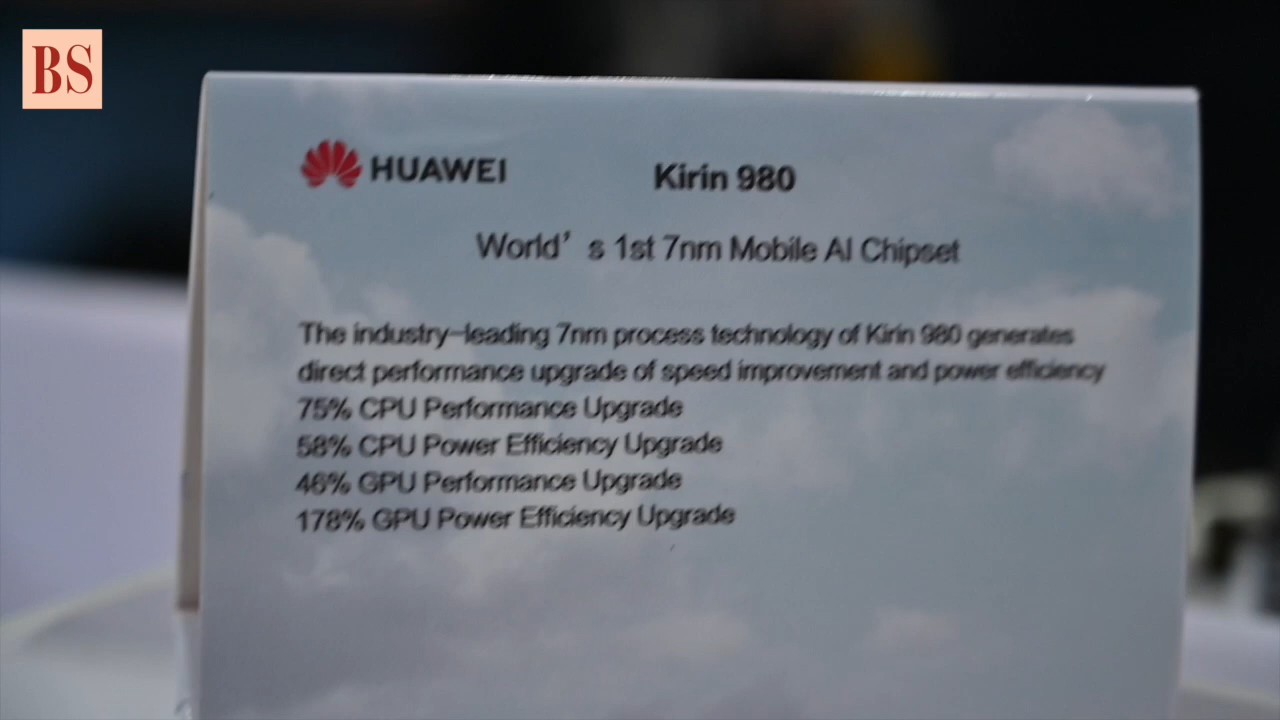 BS
HUAWEI Kirin 980
World's 1st 7nm Mobile AI Chipset
The industry-leading 7nm process technology of Kirin 980 generates
direct performance upgrade of speed improvement and power efficiency
75% CPU Performance Upgrade
58% CPU Power Efficiency Upgrade
46% GPU Performance Upgrade
178% GPU Power Efficiency Upgrade